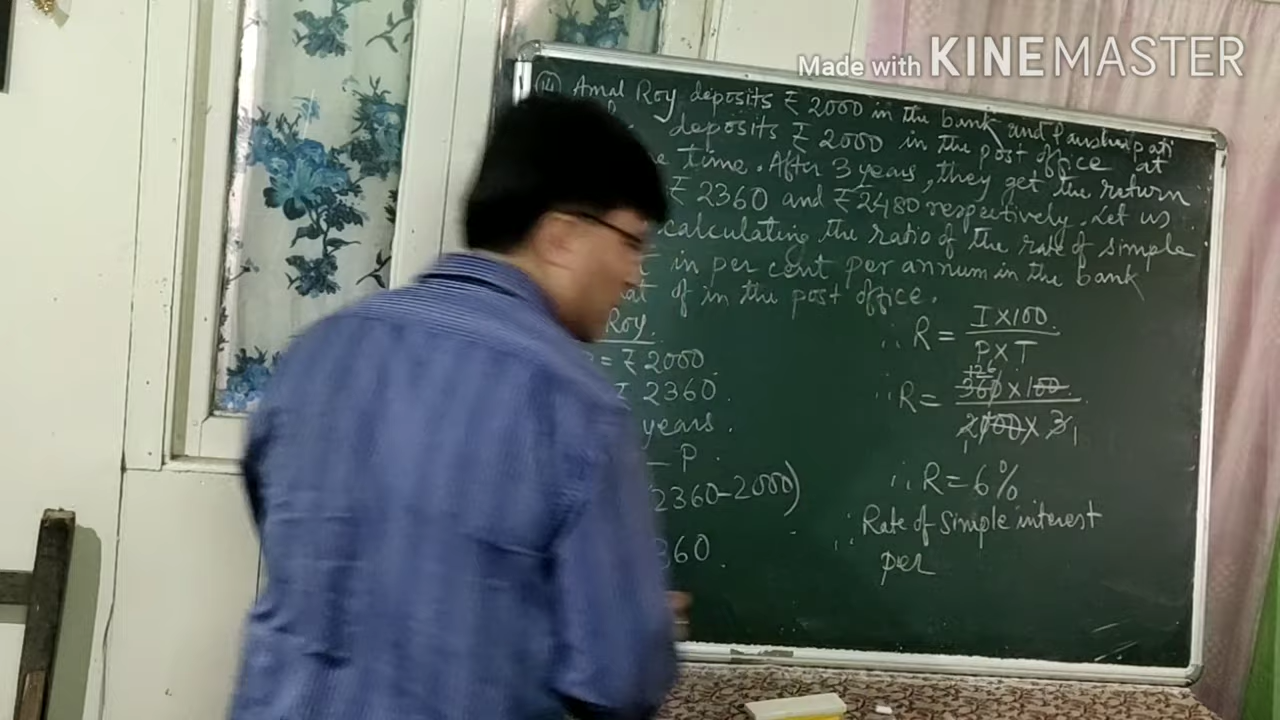 Made with KINEMASTER
(14) Amal Roy deposits ₹ 2000 in the bank and Pashupati
deposits ₹ 2000 in the post office at
time. After 3 years, they get the return
₹ 2360 and ₹ 2480 respectively. Let us
calculating the ratio of the rate of simple
in per cent per annum in the bank
of in the post office.
Roy.
= ₹ 2000.
₹ 2360.
years.
- P.
(2360-2000)
360.
∴ R = I X 100 / P X T
∴ R = 360 X 100 / 2000 X 3
∴ R = 6%
∴ Rate of Simple interest
per